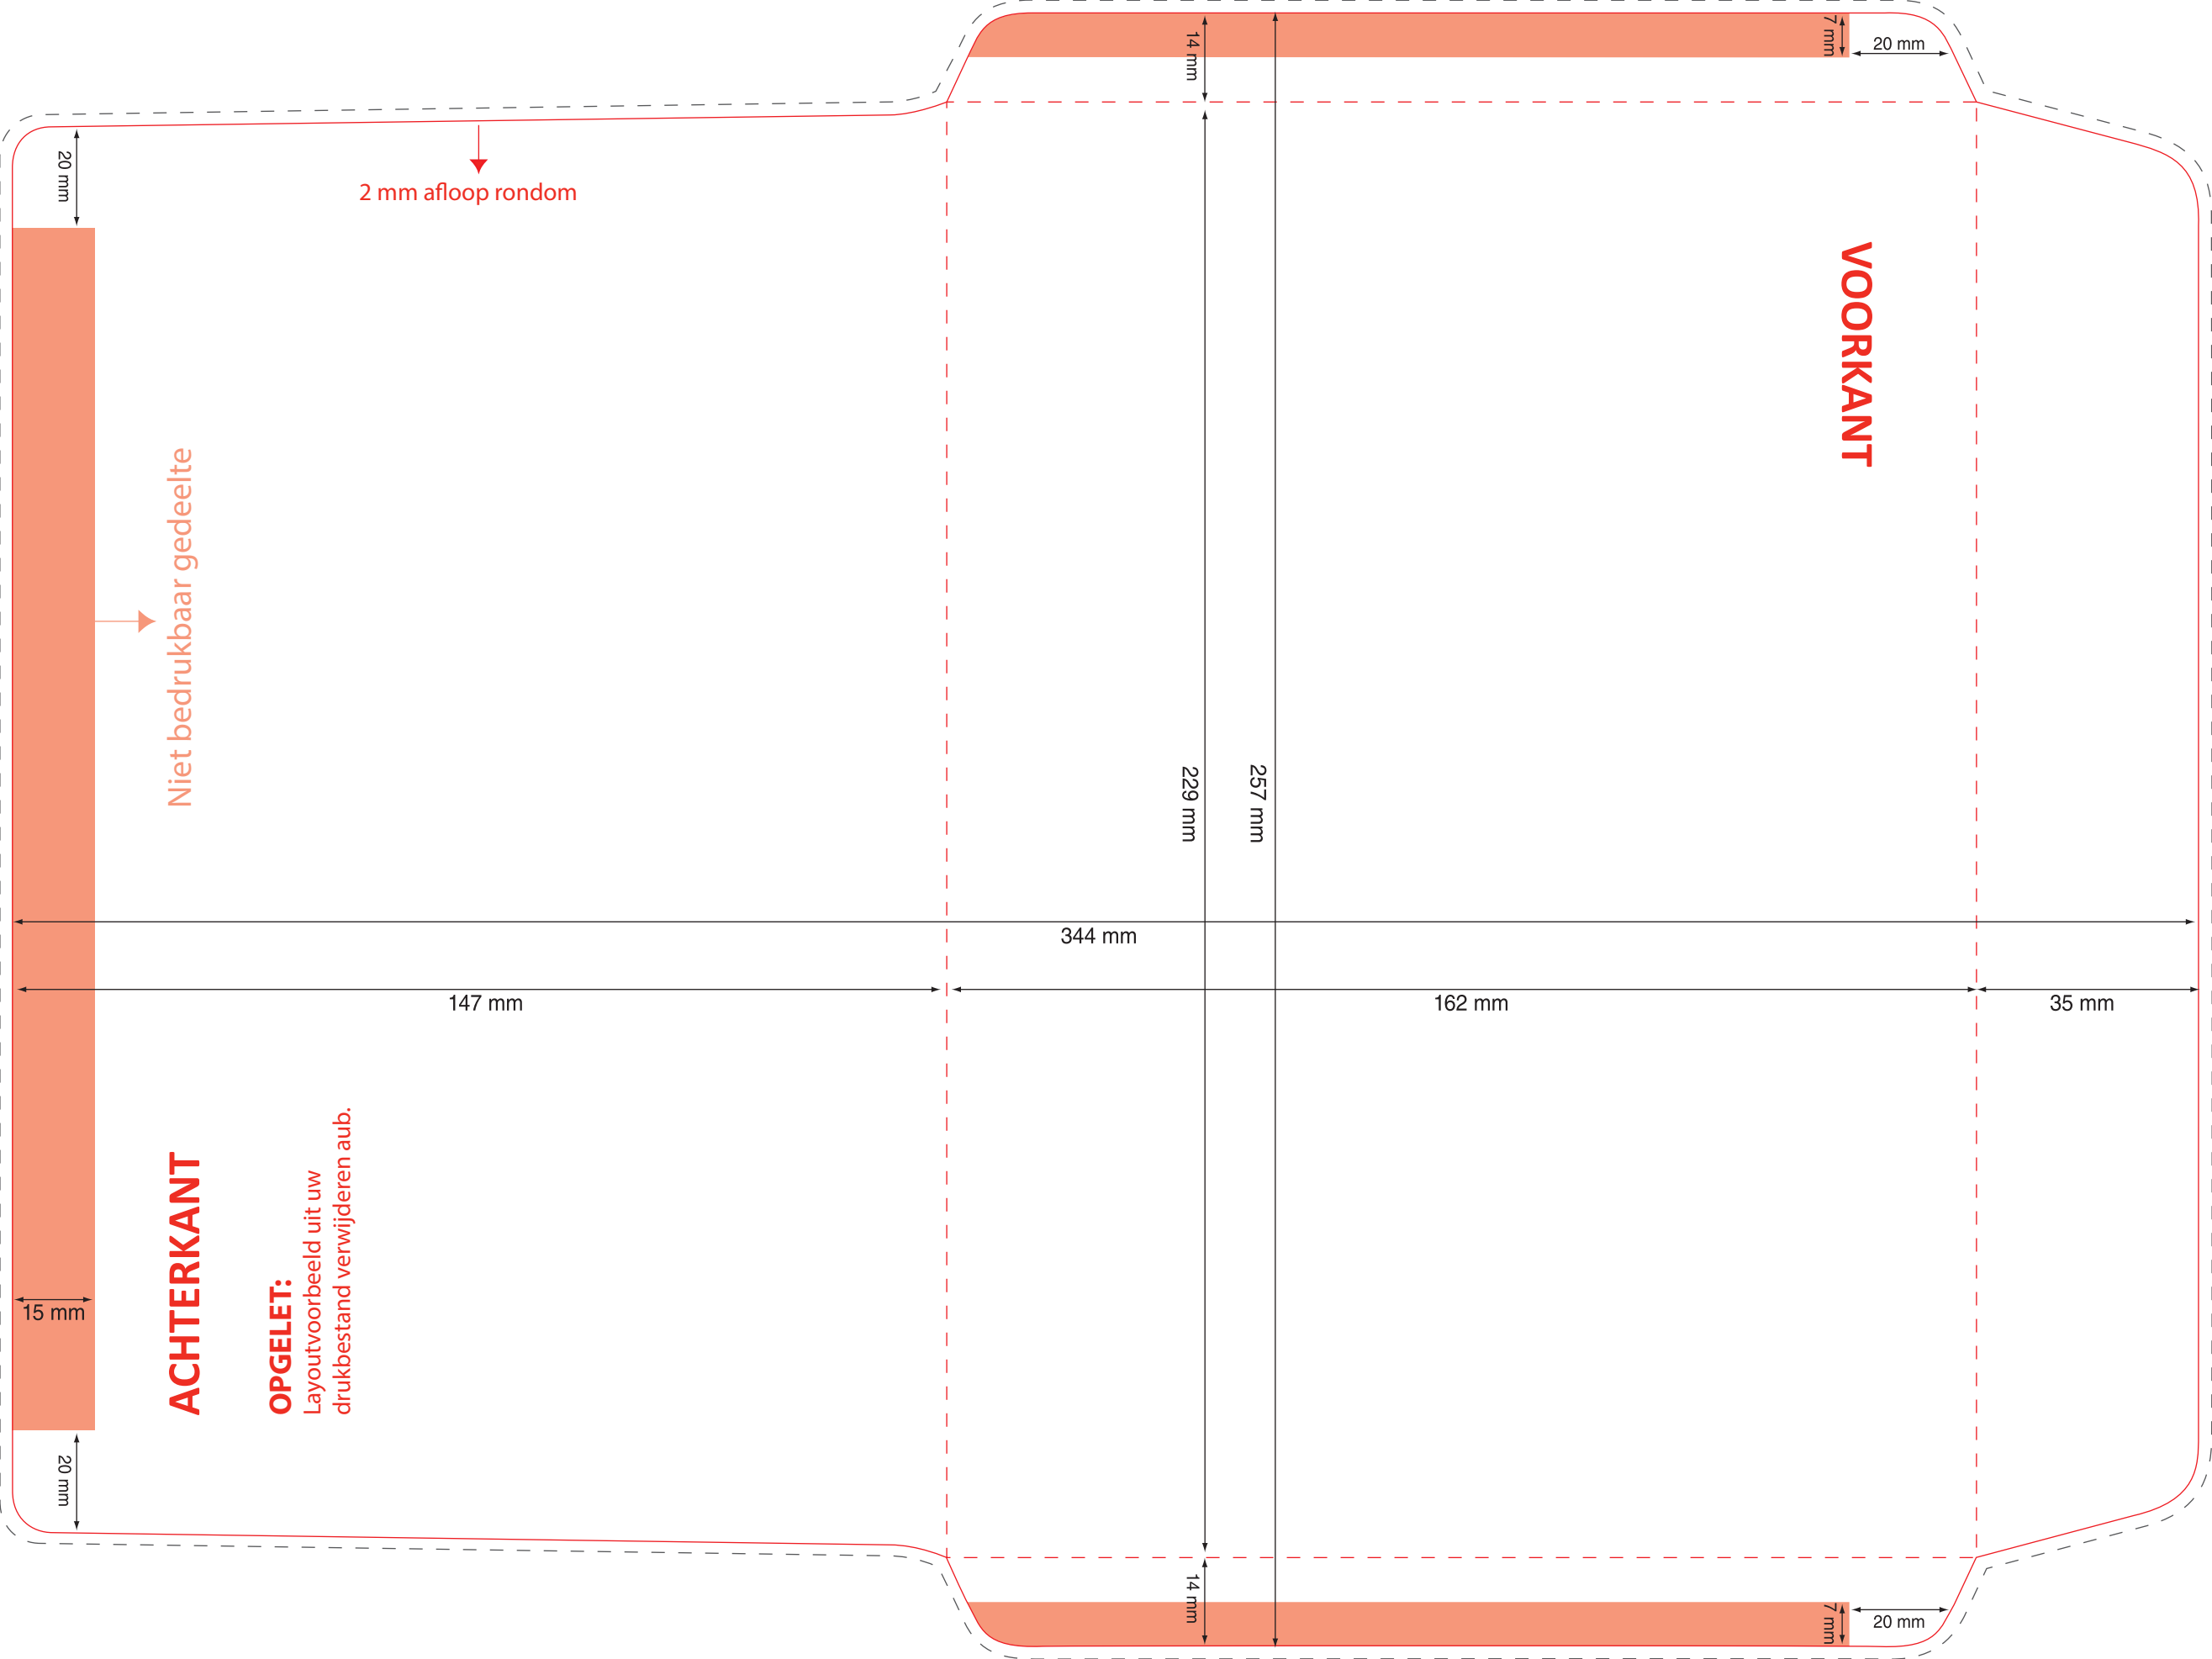 14 mm
7 mm
20 mm
20 mm
2 mm afloop rondom
VOORKANT
Niet bedrukbaar gedeelte
229 mm
257 mm
344 mm
147 mm
162 mm
35 mm
ACHTERKANT
OPGELET:
Layoutvoorbeeld uit uw
drukbestand verwijderen aub.
15 mm
20 mm
14 mm
7 mm
20 mm